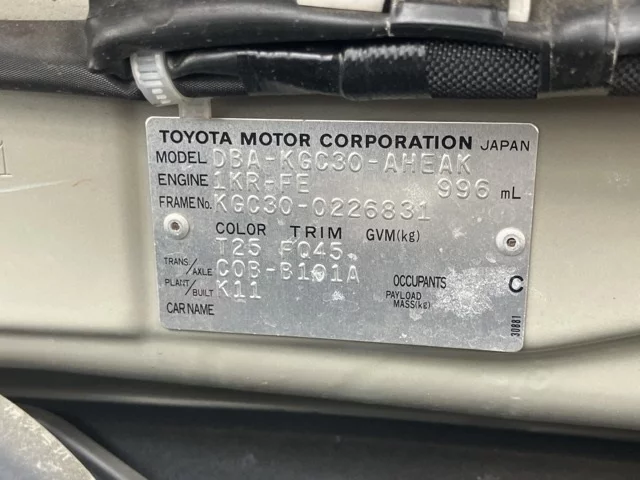 TOYOTA MOTOR CORPORATION JAPAN
MODEL DBA-KGC30-AHEAK
ENGINE 1KR-FE 996 mL
FRAME No. KGC30-0226831
COLOR TRIM GVM(kg)
T25 FQ45
TRANS/AXLE C0B-B101A OCCUPANTS C
PLANT/BUILT K11 PAYLOAD MASS(kg)
CAR NAME
30881